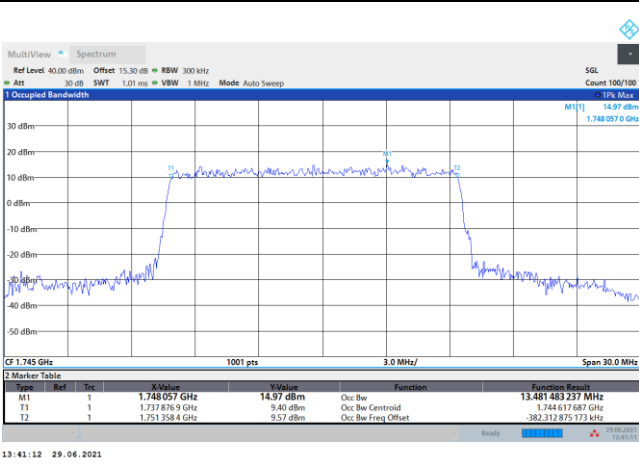 MultiView Spectrum
Ref Level 40.00 dBm Offset 15.30 dB RBW 300 kHz SGL
Att 30 dB SWT 1.01 ms VBW 1 MHz Mode Auto Sweep Count 100/100
1 Occupied Bandwidth 1Pk Max
M1[1] 14.97 dBm
1.748 057 0 GHz
30 dBm
20 dBm
M1
T1 T2
10 dBm
0 dBm
-10 dBm
-20 dBm
-30 dBm
-40 dBm
-50 dBm
CF 1.745 GHz 1001 pts 3.0 MHz/ Span 30.0 MHz
2 Marker Table
Type Ref Trc X-Value Y-Value Function Function Result
M1 1 1.748 057 GHz 14.97 dBm Occ Bw 13.481 483 237 MHz
T1 1 1.737 876 9 GHz 9.40 dBm Occ Bw Centroid 1.744 617 687 GHz
T2 1 1.751 358 4 GHz 9.57 dBm Occ Bw Freq Offset -382.312 875 173 kHz
Ready 29.06.2021
13:41:11
13:41:12 29.06.2021